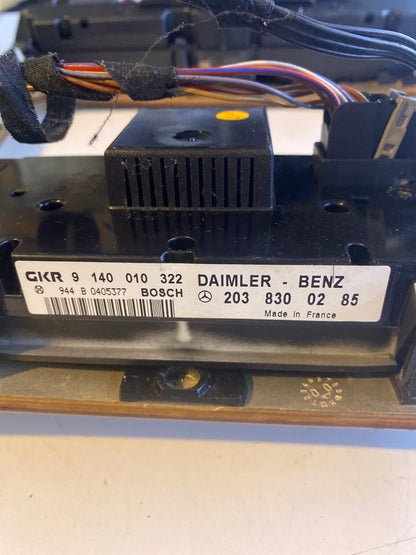 GKR 9 140 010 322 DAIMLER - BENZ
944 B 0405377 BOSCH 203 830 02 85
Made in France